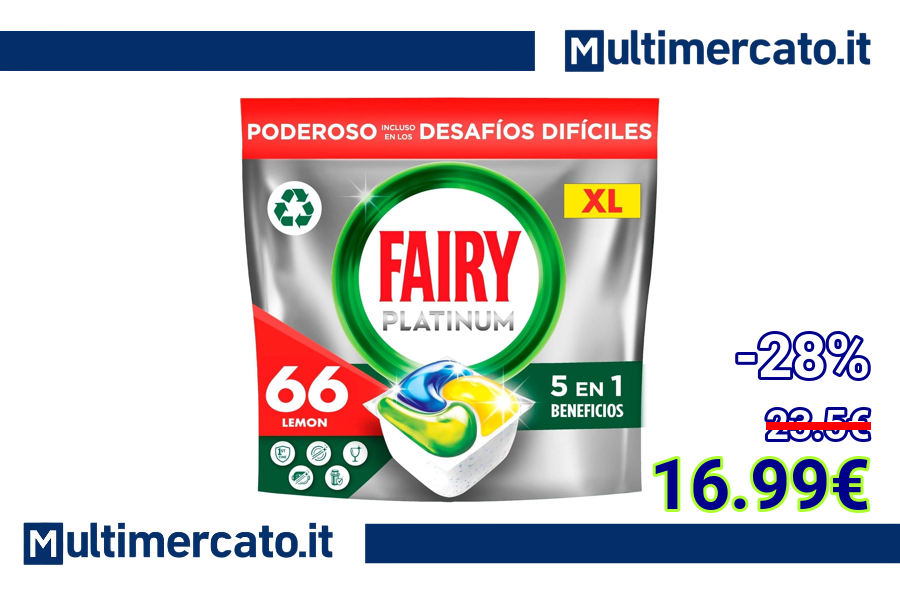 Multimercato.it
PODEROSO INCLUSO EN LOS DESAFÍOS DIFÍCILES
XL
FAIRY
PLATINUM
-28%
66
LEMON
5 EN 1
BENEFICIOS
23.5€
16.99€
Multimercato.it